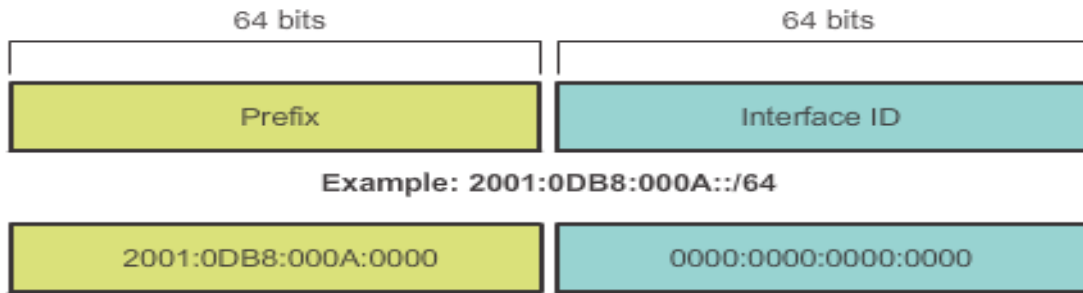 64 bits 64 bits
Prefix Interface ID
Example: 2001:0DB8:000A::/64
2001:0DB8:000A:0000 0000:0000:0000:0000